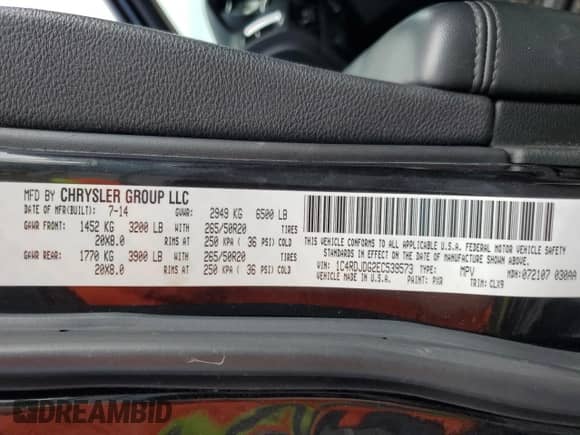 MFD BY CHRYSLER GROUP LLC
DATE OF MFR(BUILT): 7-14 GVWR: 2949 KG 6500 LB
GAWR FRONT: 1452 KG 3200 LB 265/50R20 TIRES
20X8.0 RIMS AT 250 KPA ( 36 PSI) COLD
GAWR REAR: 1770 KG 3900 LB 265/50R20 TIRES
20X8.0 RIMS AT 250 KPA ( 36 PSI) COLD
THIS VEHICLE CONFORMS TO ALL APPLICABLE U.S.A. FEDERAL MOTOR VEHICLE SAFETY
STANDARDS IN EFFECT ON THE DATE OF MANUFACTURE SHOWN ABOVE.
VIN: 1C4RDJDG2EC539573 TYPE: MPV MDH: 072107 030AA
VEHICLE MADE IN U.S.A. PAINT: PXR TRIM: CLX9
DREAMBID